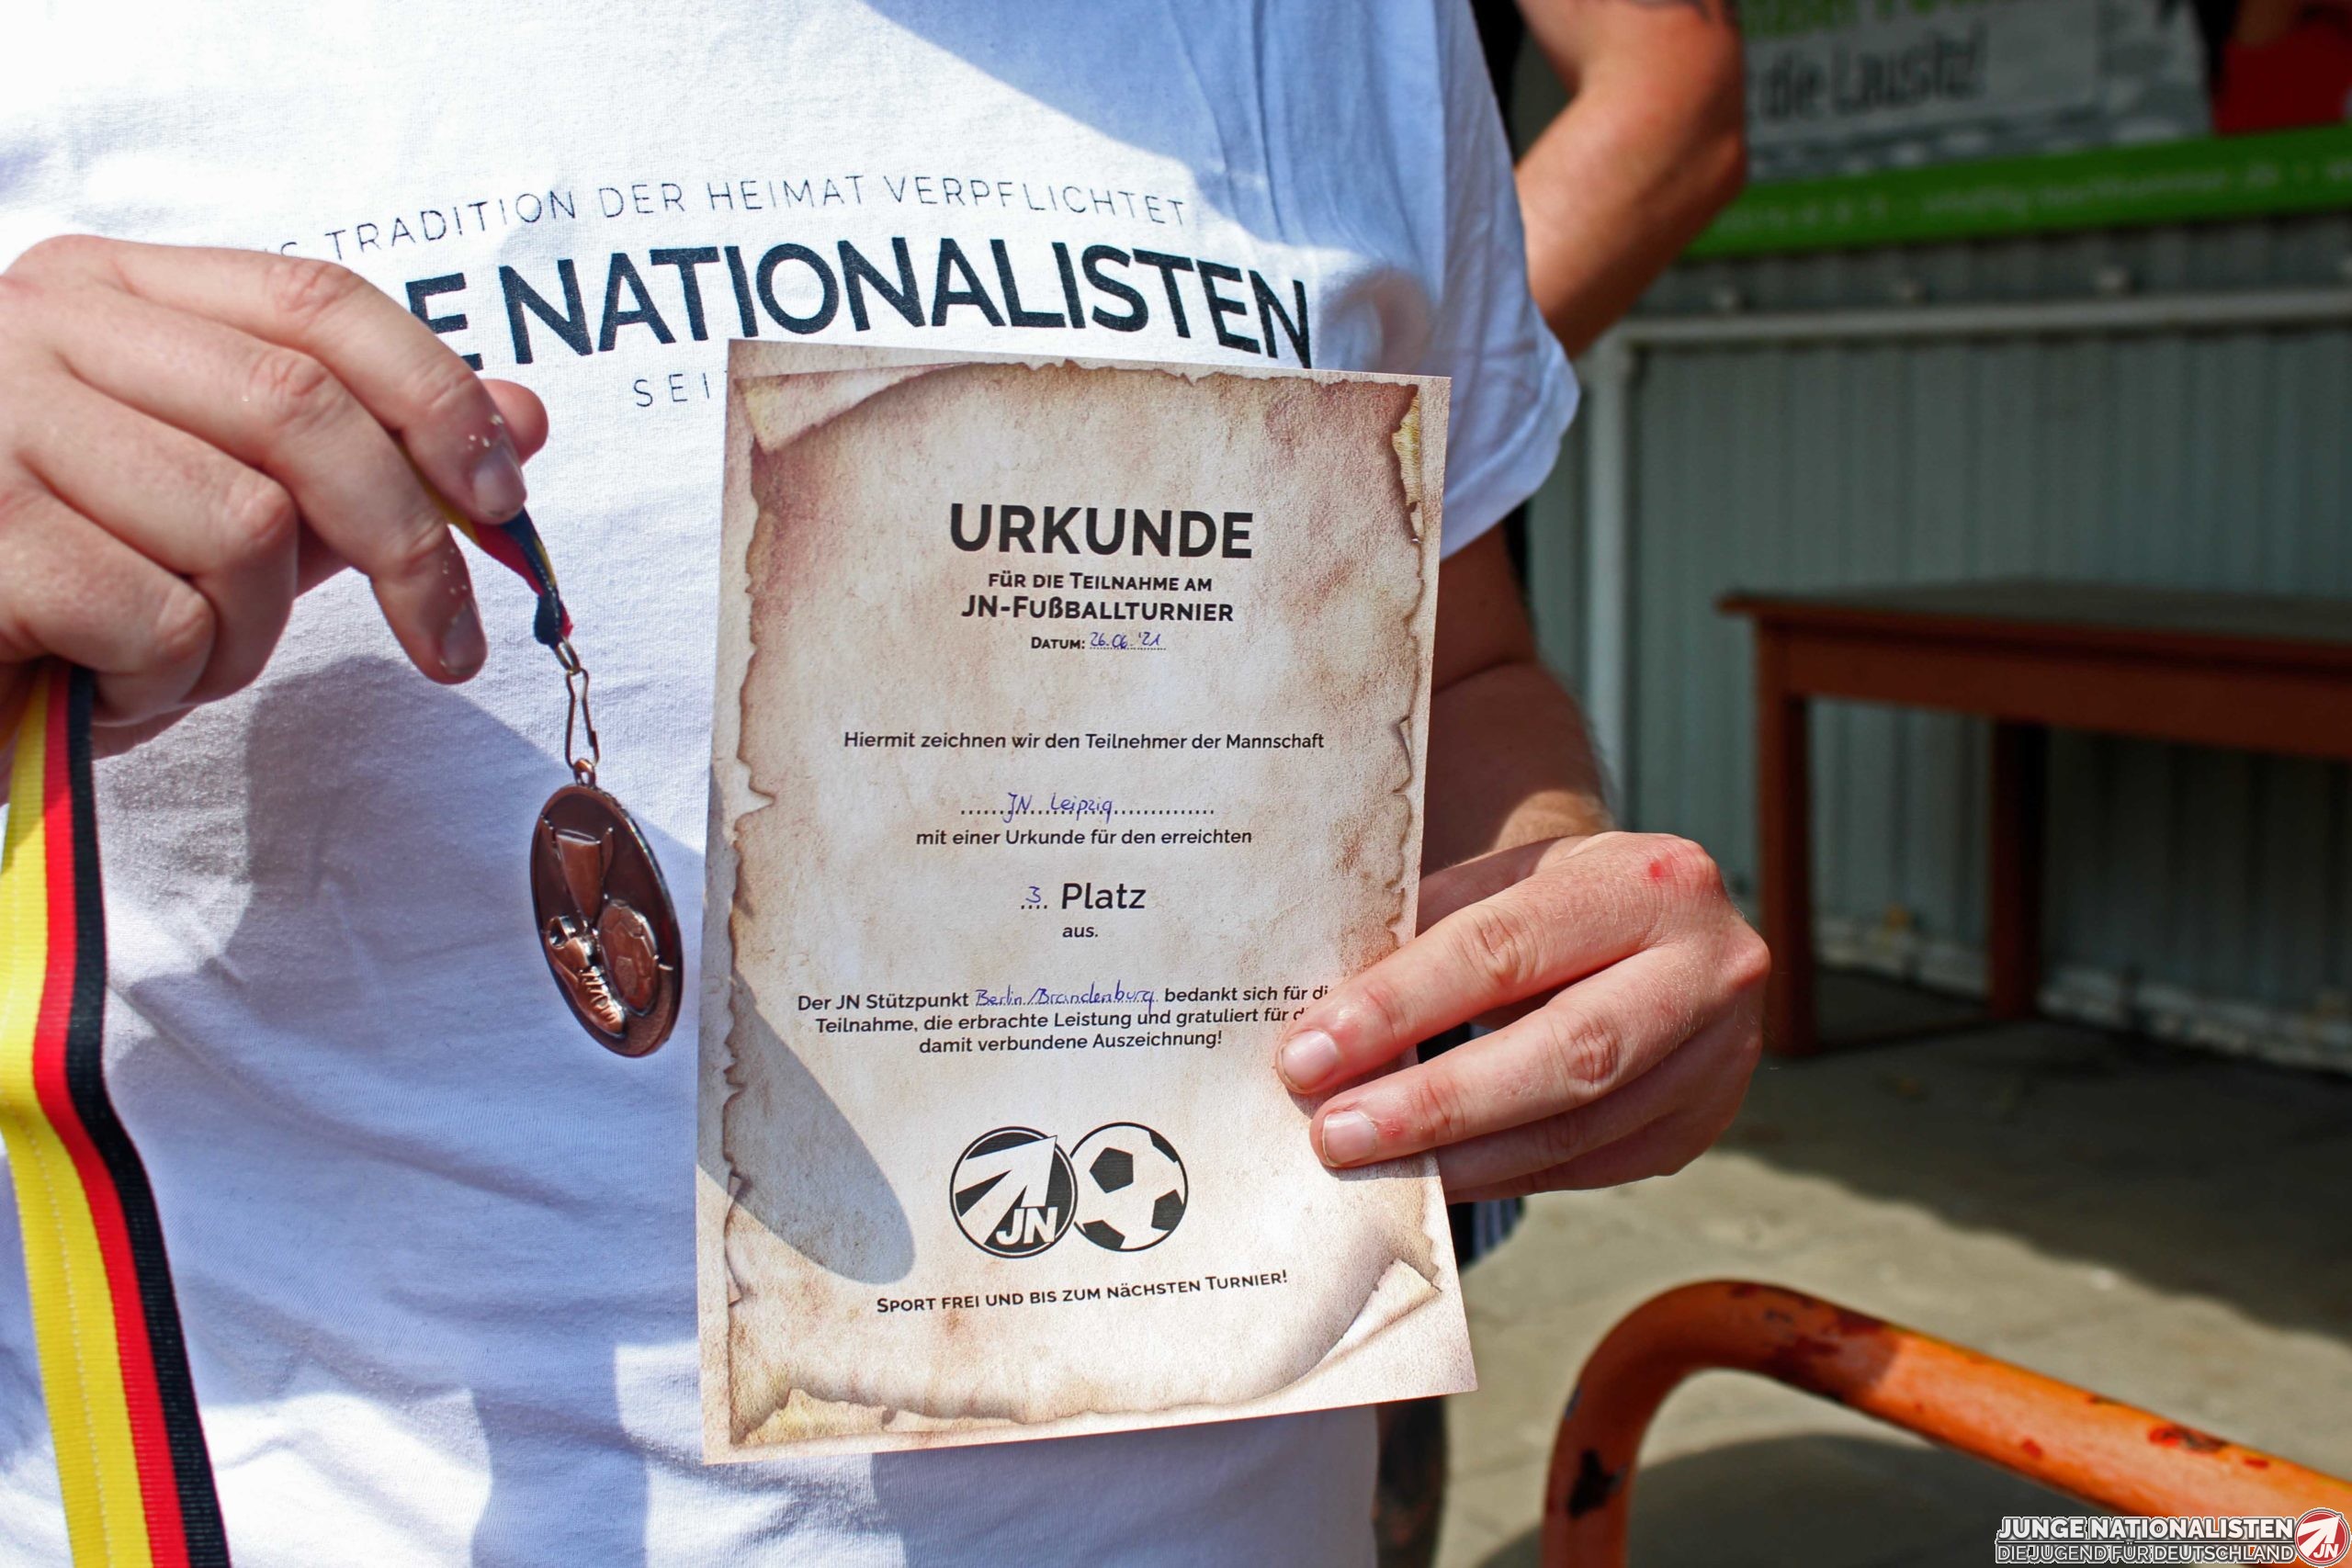 die Lausitz!
TRADITION DER HEIMAT VERPFLICHTET
E NATIONALISTEN
SEI
URKUNDE
FÜR DIE TEILNAHME AM
JN-FUßBALLTURNIER
DATUM: 26.06.'21
Hiermit zeichnen wir den Teilnehmer der Mannschaft
JN Leipzig
mit einer Urkunde für den erreichten
3. Platz
aus.
Der JN Stützpunkt Berlin/Brandenburg bedankt sich für di
Teilnahme, die erbrachte Leistung und gratuliert für d
damit verbundene Auszeichnung!
JN
SPORT FREI UND BIS ZUM NÄCHSTEN TURNIER!
JUNGE NATIONALISTEN
DIE JUGEND FÜR DEUTSCHLAND
JN